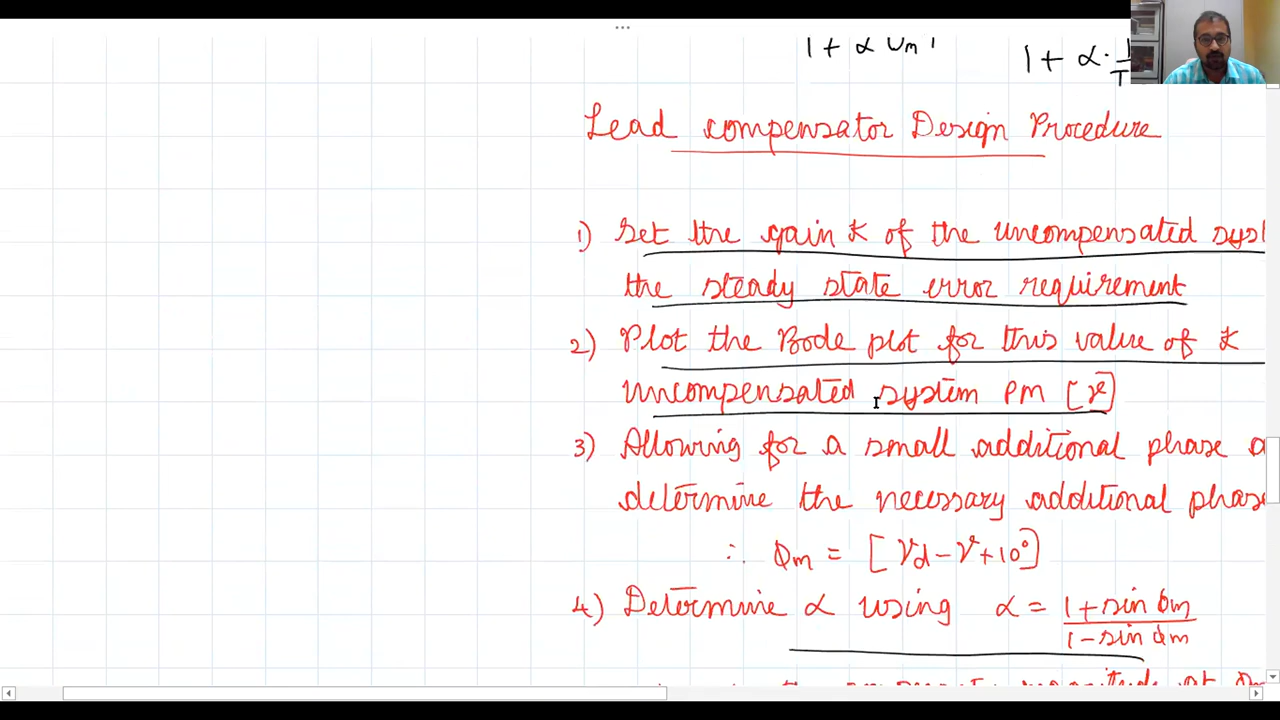 1 + α ωm T
1 + α · 1/T
Lead compensator Design Procedure
1) Set the gain K of the uncompensated sys
the steady state error requirement
2) Plot the Bode plot for this value of K
uncompensated system PM [γ]
3) Allowing for a small additional phase
determine the necessary additional phase
∴ Φm = [γd - γ + 10°]
4) Determine α using α = (1 + sin Φm) / (1 - sin Φm)